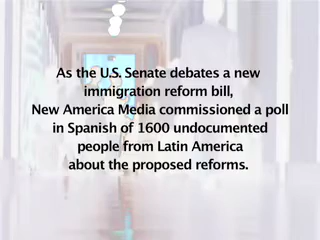 As the U.S. Senate debates a new
immigration reform bill,
New America Media commissioned a poll
in Spanish of 1600 undocumented
people from Latin America
about the proposed reforms.